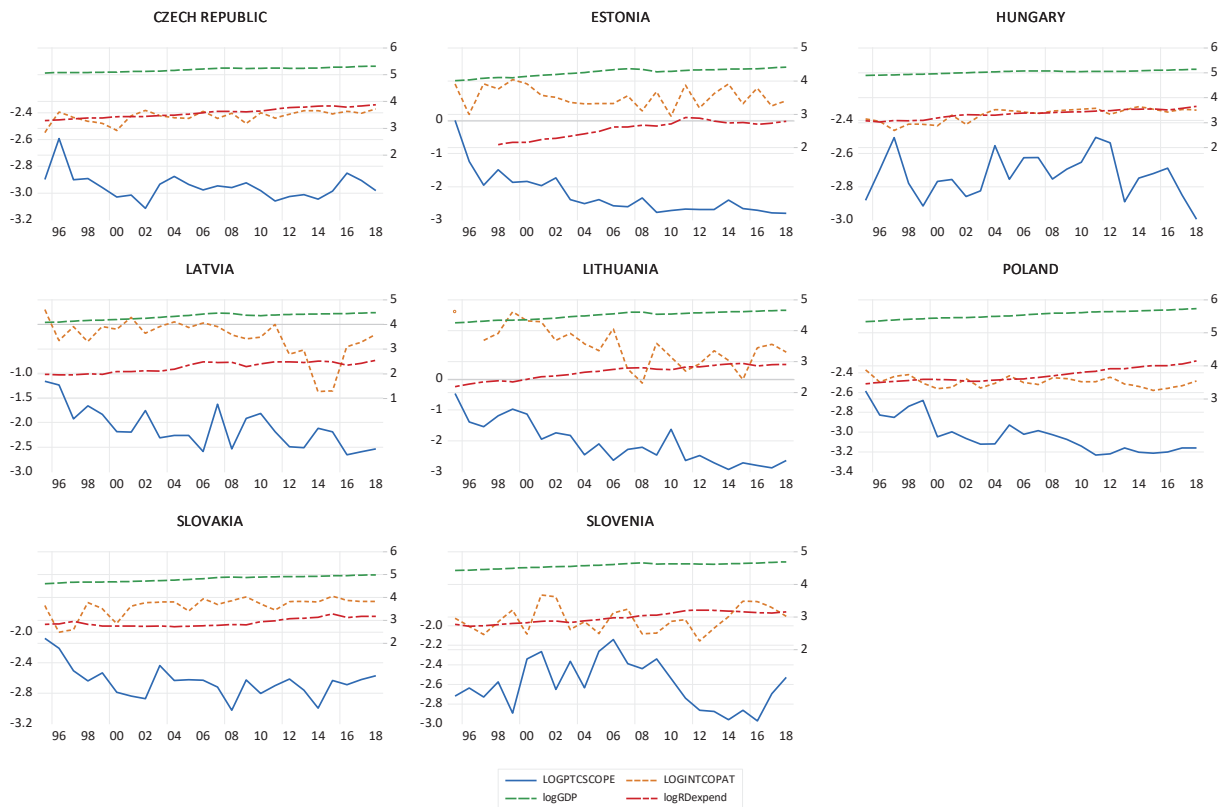 CZECH REPUBLIC ESTONIA HUNGARY
6 5 6
5 4 5
-2.4 4 0 3 -2.4 4
-2.6 3 -1 2 -2.6 3
-2.8 2 -2 -2.8 2
-3.0
-3.2 -3 -3.0
96 98 00 02 04 06 08 10 12 14 16 18 96 98 00 02 04 06 08 10 12 14 16 18 96 98 00 02 04 06 08 10 12 14 16 18
LATVIA LITHUANIA POLAND
5 5 6
4 4 5
3 3
-1.0 2 0 2 -2.4 4
-1.5 1 -1 -2.6 3
-2.0 -2.8
-2.5 -2 -3.0
-3.2
-3.0 -3 -3.4
96 98 00 02 04 06 08 10 12 14 16 18 96 98 00 02 04 06 08 10 12 14 16 18 96 98 00 02 04 06 08 10 12 14 16 18
SLOVAKIA SLOVENIA
6 5
5 4
4
-2.0 3 -2.0 3
2 -2.2 2
-2.4 -2.4
-2.8 -2.6
-2.8
-3.2 -3.0
96 98 00 02 04 06 08 10 12 14 16 18 96 98 00 02 04 06 08 10 12 14 16 18
LOGPTCSCOPE LOGINTCOPAT
logGDP logRDexpend